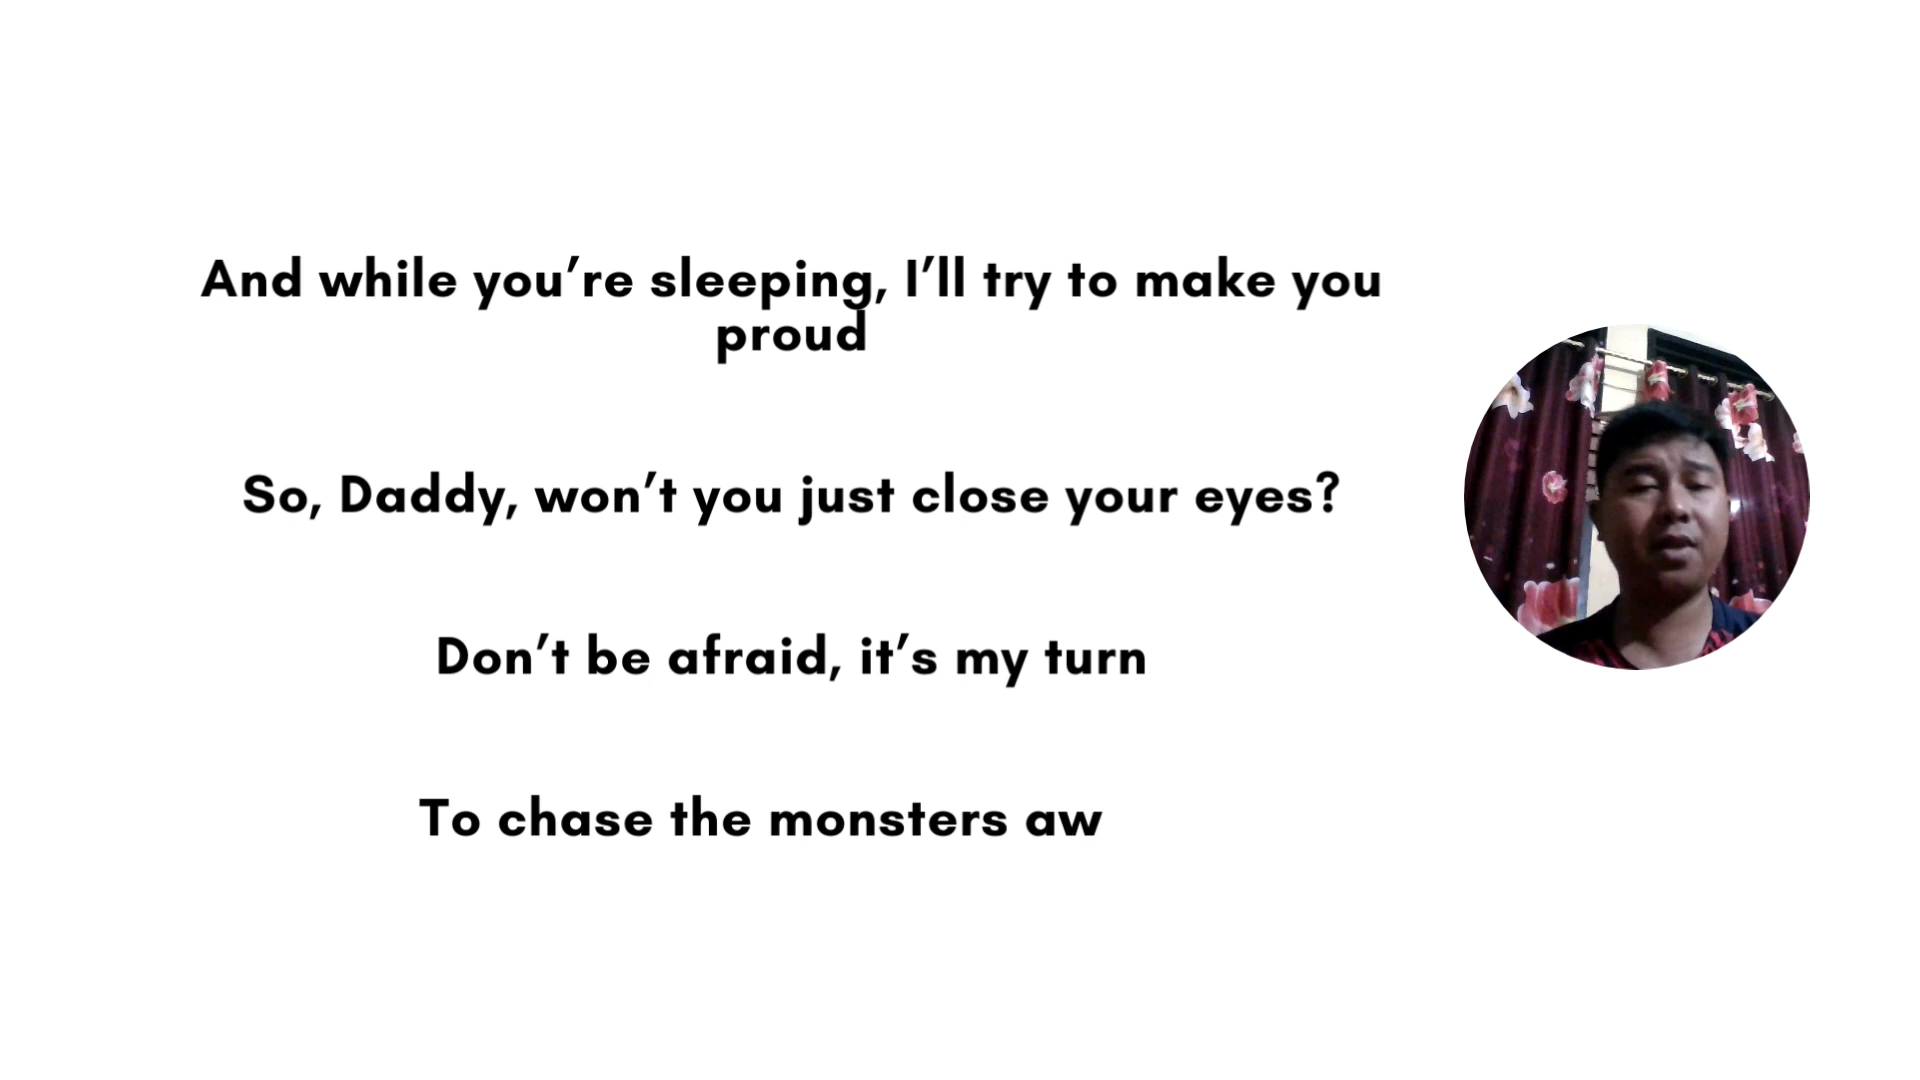 And while you’re sleeping, I’ll try to make you
proud
So, Daddy, won’t you just close your eyes?
Don’t be afraid, it’s my turn
To chase the monsters aw